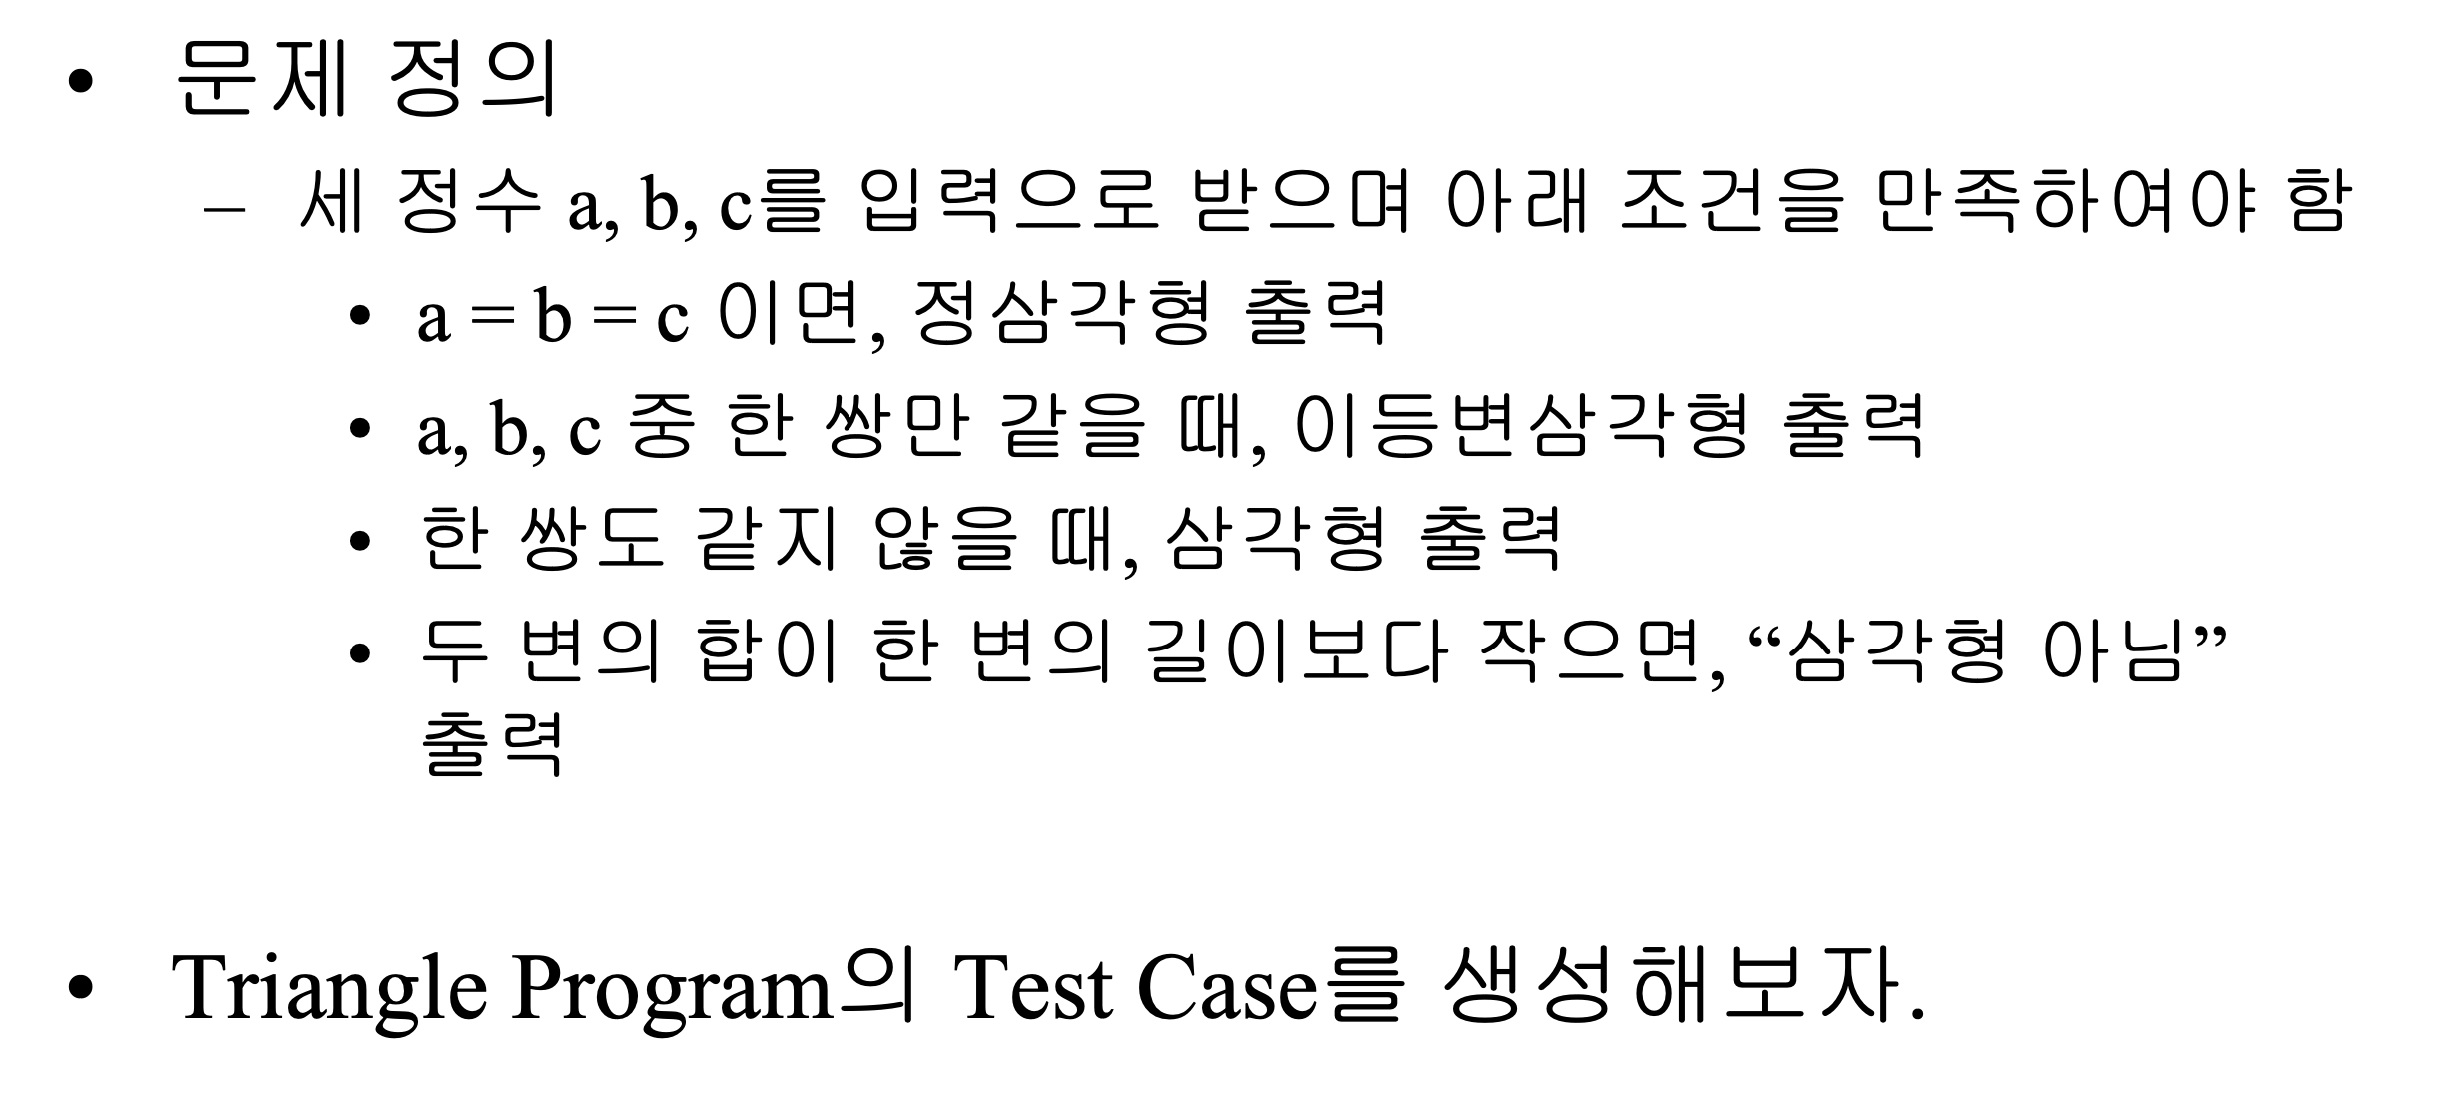 • 문제 정의
– 세 정수 a, b, c를 입력으로 받으며 아래 조건을 만족하여야 함
• a = b = c 이면, 정삼각형 출력
• a, b, c 중 한 쌍만 같을 때, 이등변삼각형 출력
• 한 쌍도 같지 않을 때, 삼각형 출력
• 두 변의 합이 한 변의 길이보다 작으면, “삼각형 아님”
출력
• Triangle Program의 Test Case를 생성해보자.